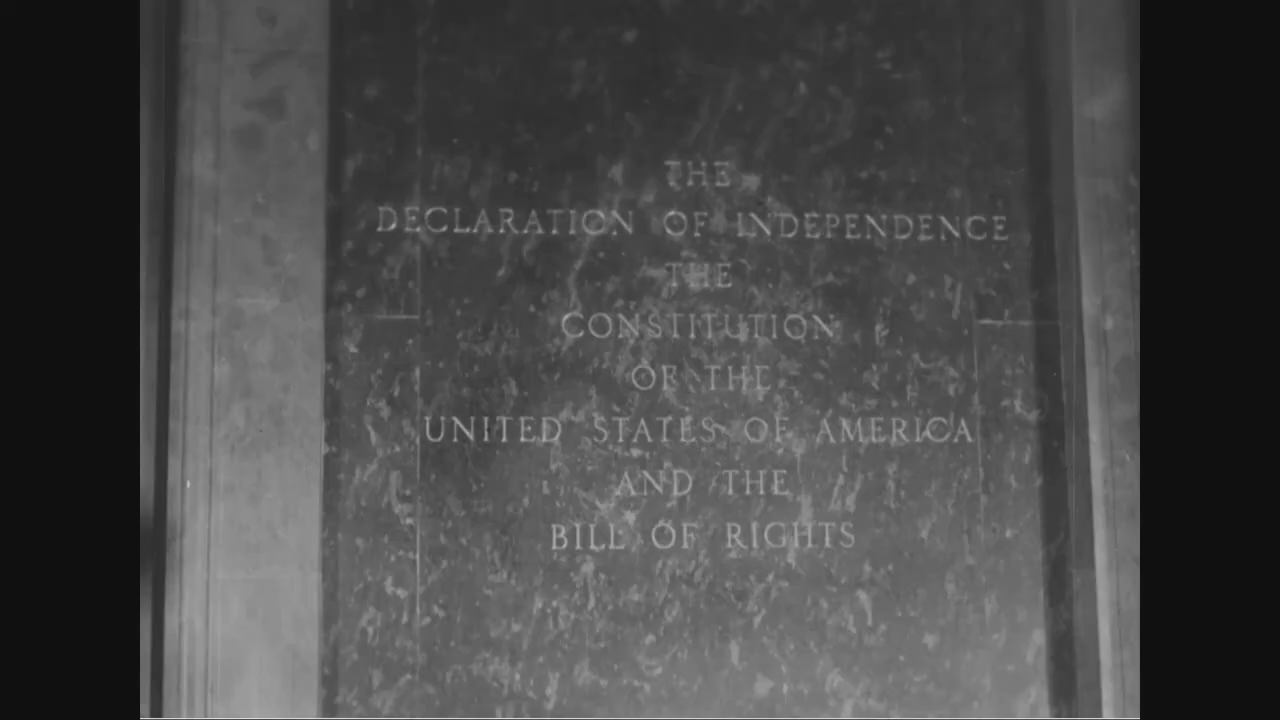 THE
DECLARATION OF INDEPENDENCE
THE
CONSTITUTION
OF THE
UNITED STATES OF AMERICA
AND THE
BILL OF RIGHTS